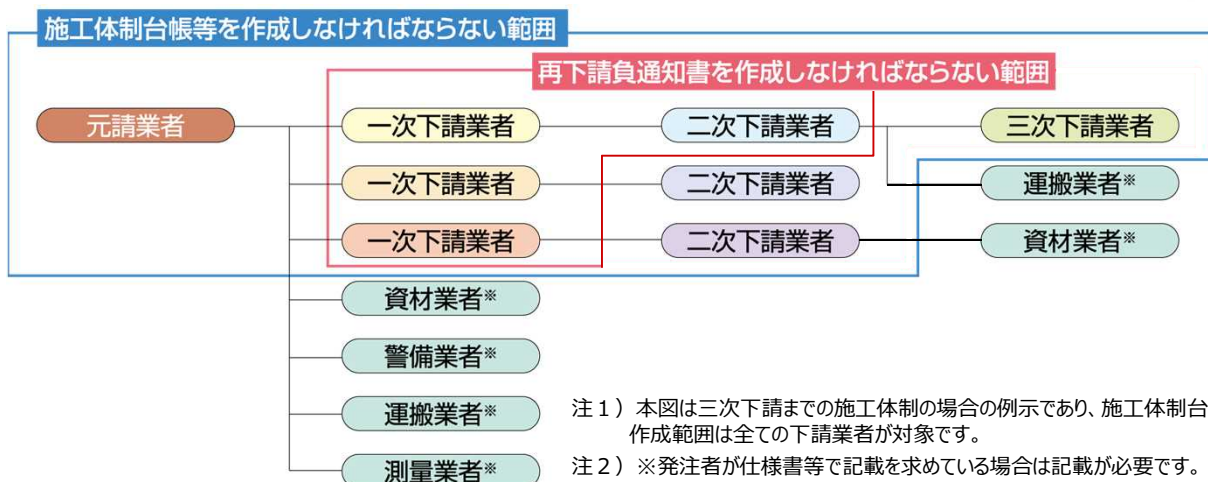 施工体制台帳等を作成しなければならない範囲
再下請負通知書を作成しなければならない範囲
元請業者
一次下請業者
二次下請業者
三次下請業者
一次下請業者
二次下請業者
運搬業者※
一次下請業者
二次下請業者
資材業者※
資材業者※
警備業者※
運搬業者※
測量業者※
注1）本図は三次下請までの施工体制の場合の例示であり、施工体制台
作成範囲は全ての下請業者が対象です。
注2）※発注者が仕様書等で記載を求めている場合は記載が必要です。